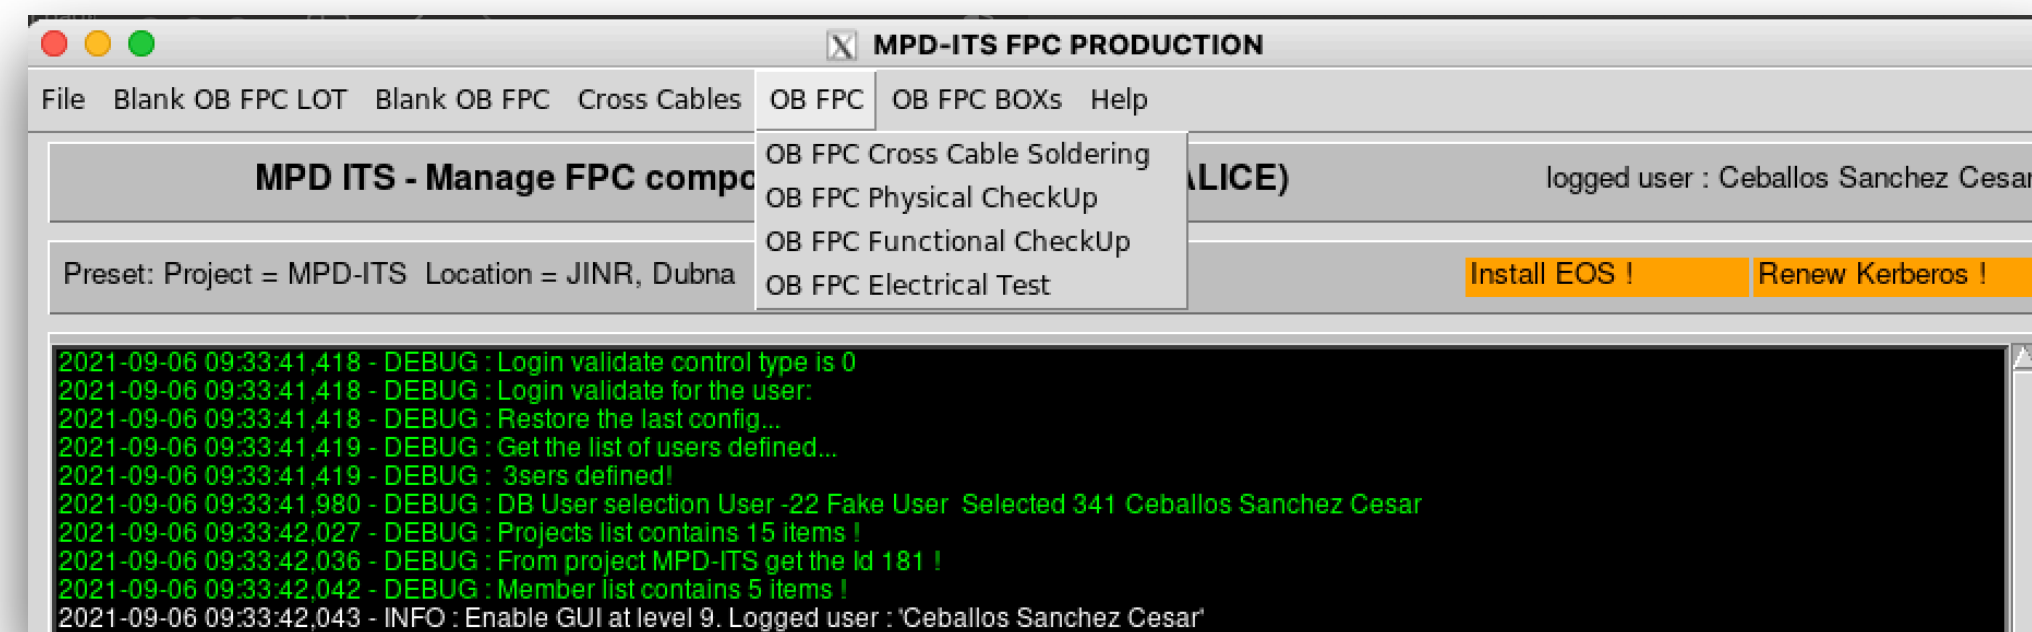 MPD-ITS FPC PRODUCTION
File Blank OB FPC LOT Blank OB FPC Cross Cables OB FPC OB FPC BOXs Help
OB FPC Cross Cable Soldering
OB FPC Physical CheckUp
OB FPC Functional CheckUp
OB FPC Electrical Test
MPD ITS - Manage FPC compo LICE) logged user : Ceballos Sanchez Cesar
Preset: Project = MPD-ITS Location = JINR, Dubna Install EOS ! Renew Kerberos !
2021-09-06 09:33:41,418 - DEBUG : Login validate control type is 0
2021-09-06 09:33:41,418 - DEBUG : Login validate for the user:
2021-09-06 09:33:41,418 - DEBUG : Restore the last config...
2021-09-06 09:33:41,419 - DEBUG : Get the list of users defined...
2021-09-06 09:33:41,419 - DEBUG : 3sers defined!
2021-09-06 09:33:41,980 - DEBUG : DB User selection User -22 Fake User Selected 341 Ceballos Sanchez Cesar
2021-09-06 09:33:42,027 - DEBUG : Projects list contains 15 items !
2021-09-06 09:33:42,036 - DEBUG : From project MPD-ITS get the Id 181 !
2021-09-06 09:33:42,042 - DEBUG : Member list contains 5 items !
2021-09-06 09:33:42,043 - INFO : Enable GUI at level 9. Logged user : 'Ceballos Sanchez Cesar'